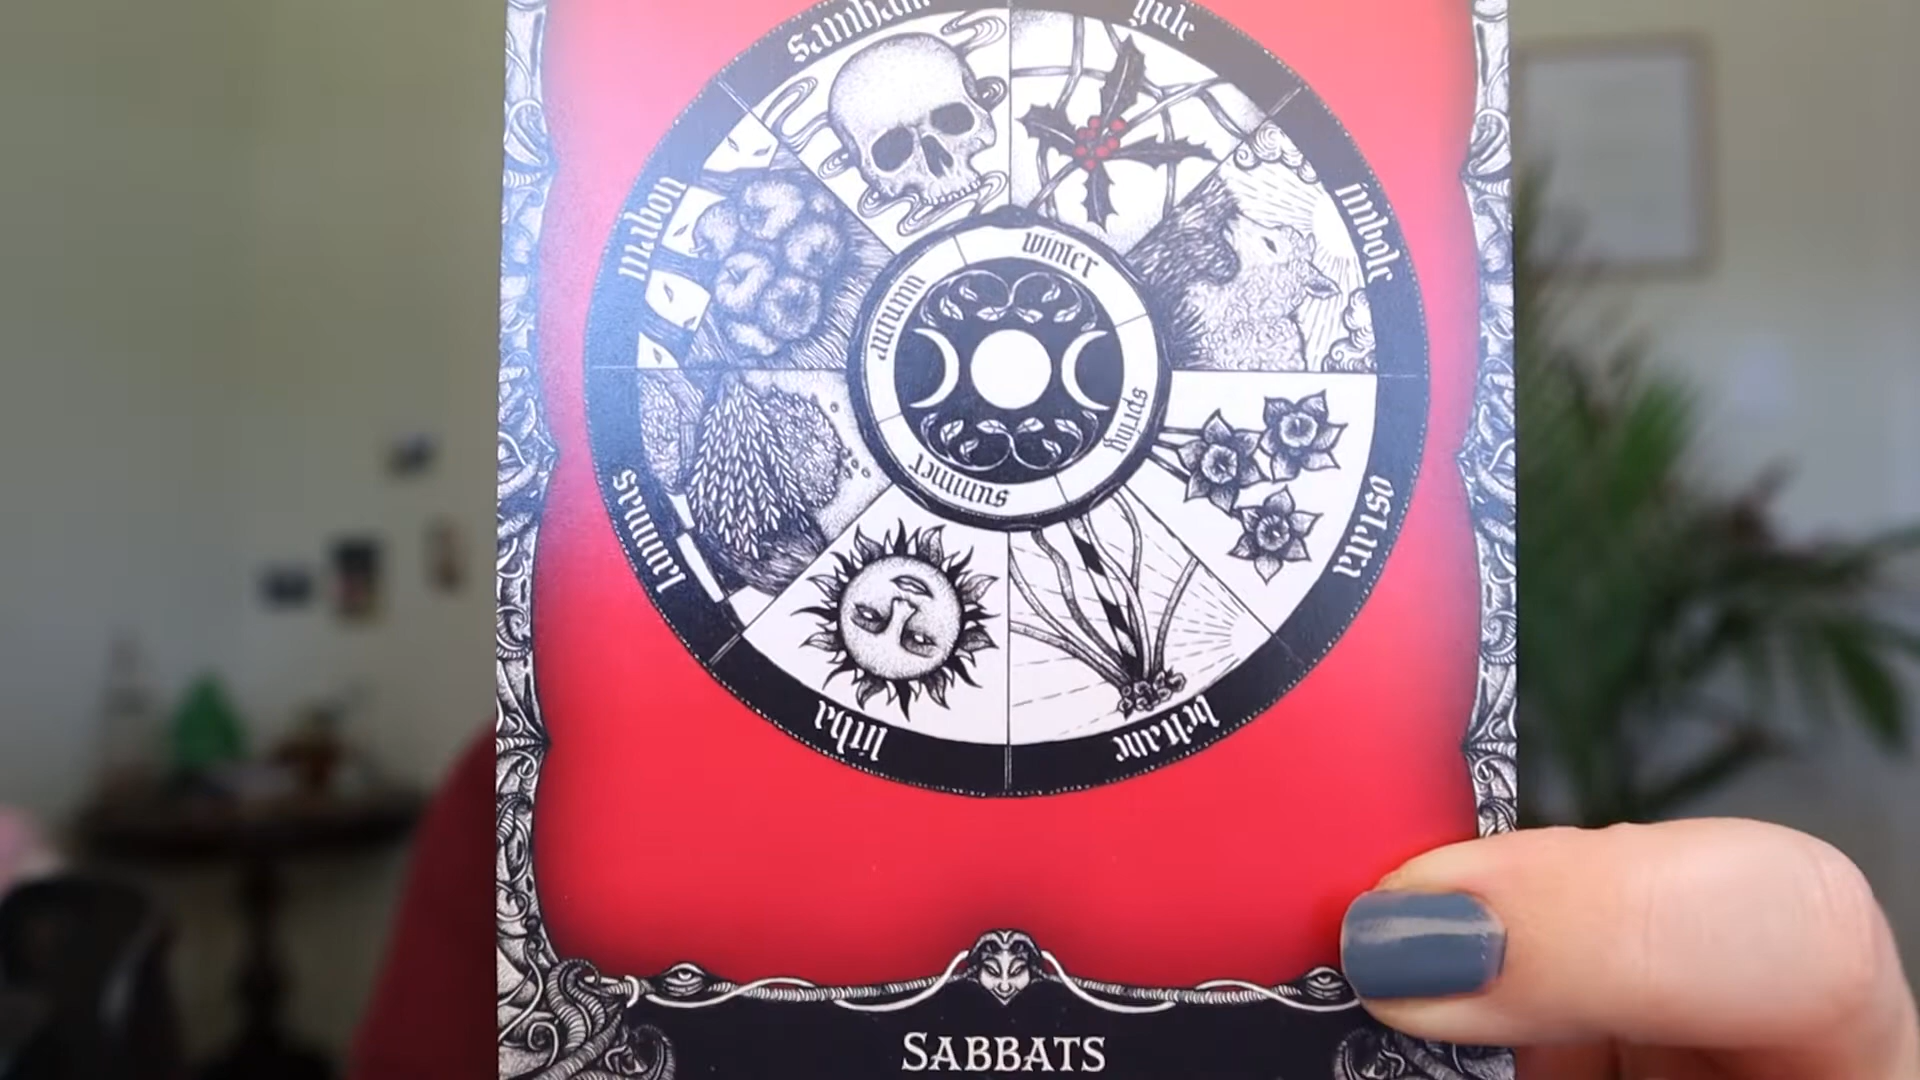 samhain
yule
imbolc
ostara
beltane
litha
lammas
mabon
winter
spring
summer
autumn
SABBATS